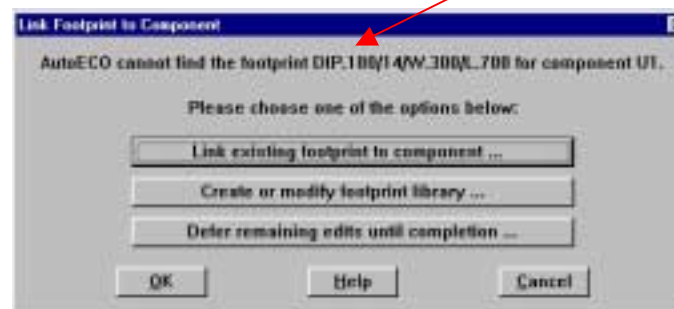 Link Footprint to Component
AutoECO cannot find the footprint DIP.100/14/W.300/L.700 for component U1.
Please choose one of the options below:
Link existing footprint to component ...
Create or modify footprint library ...
Defer remaining edits until completion ...
OK Help Cancel